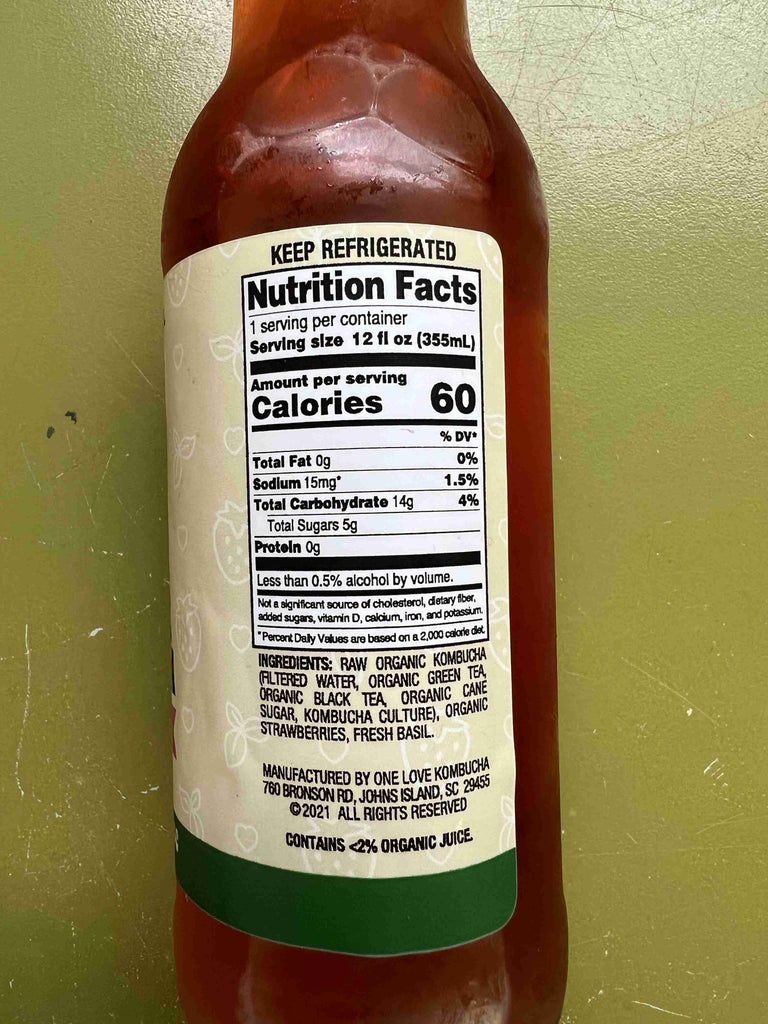 KEEP REFRIGERATED
Nutrition Facts
1 serving per container
Serving size 12 fl oz (355mL)
Amount per serving
Calories 60
% DV*
Total Fat 0g 0%
Sodium 15mg* 1.5%
Total Carbohydrate 14g 4%
Total Sugars 5g
Protein 0g
Less than 0.5% alcohol by volume.
Not a significant source of cholesterol, dietary fiber,
added sugars, vitamin D, calcium, iron, and potassium.
*Percent Daily Values are based on a 2,000 calorie diet.
INGREDIENTS: RAW ORGANIC KOMBUCHA
(FILTERED WATER, ORGANIC GREEN TEA,
ORGANIC BLACK TEA, ORGANIC CANE
SUGAR, KOMBUCHA CULTURE), ORGANIC
STRAWBERRIES, FRESH BASIL.
MANUFACTURED BY ONE LOVE KOMBUCHA
760 BRONSON RD, JOHNS ISLAND, SC 29455
©2021 ALL RIGHTS RESERVED
CONTAINS <2% ORGANIC JUICE.